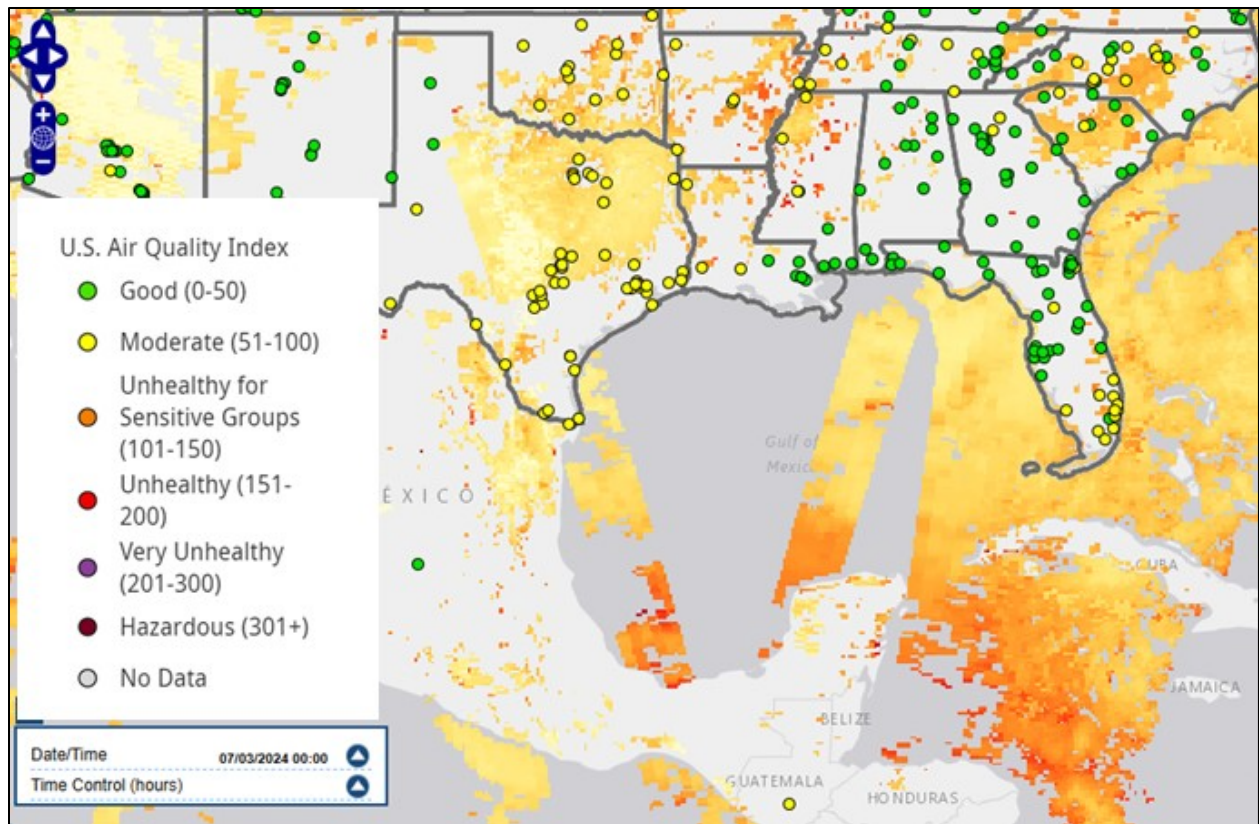 U.S. Air Quality Index
Good (0-50)
Moderate (51-100)
Unhealthy for
Sensitive Groups
(101-150)
Unhealthy (151-
200)
Very Unhealthy
(201-300)
Hazardous (301+)
No Data
Date/Time 07/03/2024 00:00
Time Control (hours)
Gulf of
Mexico
ÉXICO
CUBA
JAMAICA
BELIZE
GUATEMALA
HONDURAS